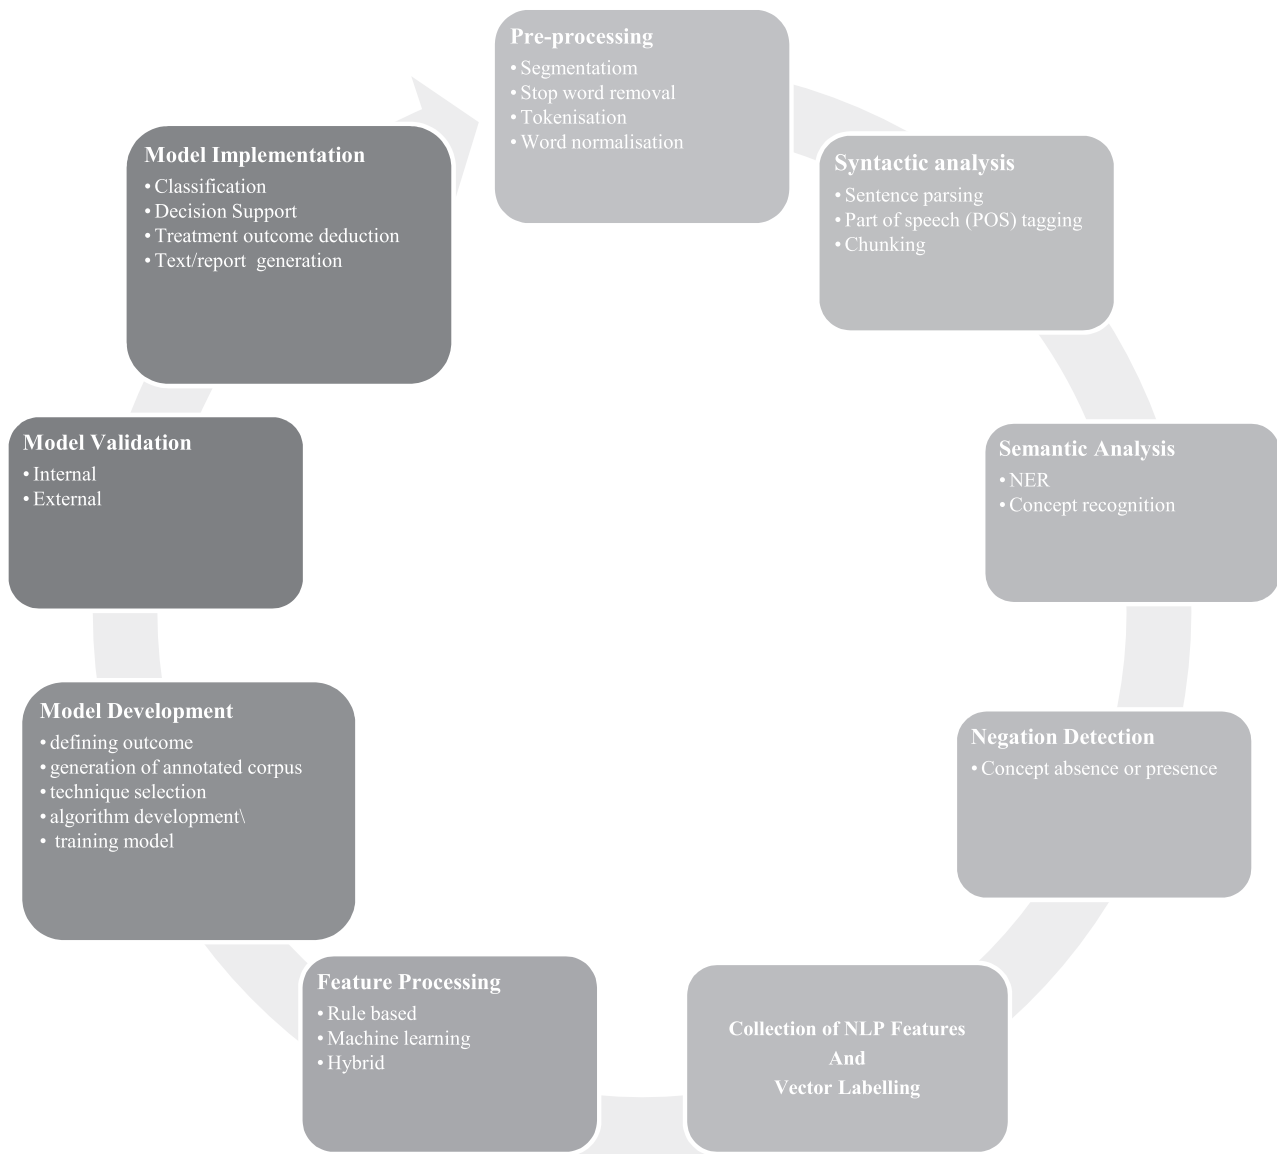 Pre-processing
• Segmentatiom
• Stop word removal
• Tokenisation
• Word normalisation
Syntactic analysis
• Sentence parsing
• Part of speech (POS) tagging
• Chunking
Semantic Analysis
• NER
• Concept recognition
Negation Detection
• Concept absence or presence
Collection of NLP Features
And
Vector Labelling
Feature Processing
• Rule based
• Machine learning
• Hybrid
Model Development
• defining outcome
• generation of annotated corpus
• technique selection
• algorithm development\
• training model
Model Validation
• Internal
• External
Model Implementation
• Classification
• Decision Support
• Treatment outcome deduction
• Text/report generation